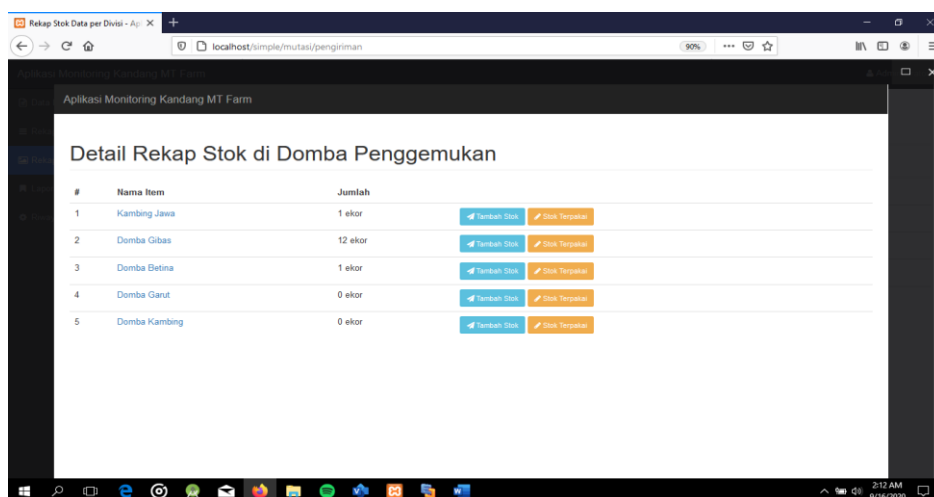 Rekap Stok Data per Divisi - Apl
localhost/simple/mutasi/pengiriman
90%
Aplikasi Monitoring Kandang MT Farm
Aplikasi Monitoring Kandang MT Farm
Detail Rekap Stok di Domba Penggemukan
# Nama Item Jumlah
1 Kambing Jawa 1 ekor Tambah Stok Stok Terpakai
2 Domba Gibas 12 ekor Tambah Stok Stok Terpakai
3 Domba Betina 1 ekor Tambah Stok Stok Terpakai
4 Domba Garut 0 ekor Tambah Stok Stok Terpakai
5 Domba Kambing 0 ekor Tambah Stok Stok Terpakai
2:12 AM
9/16/2020